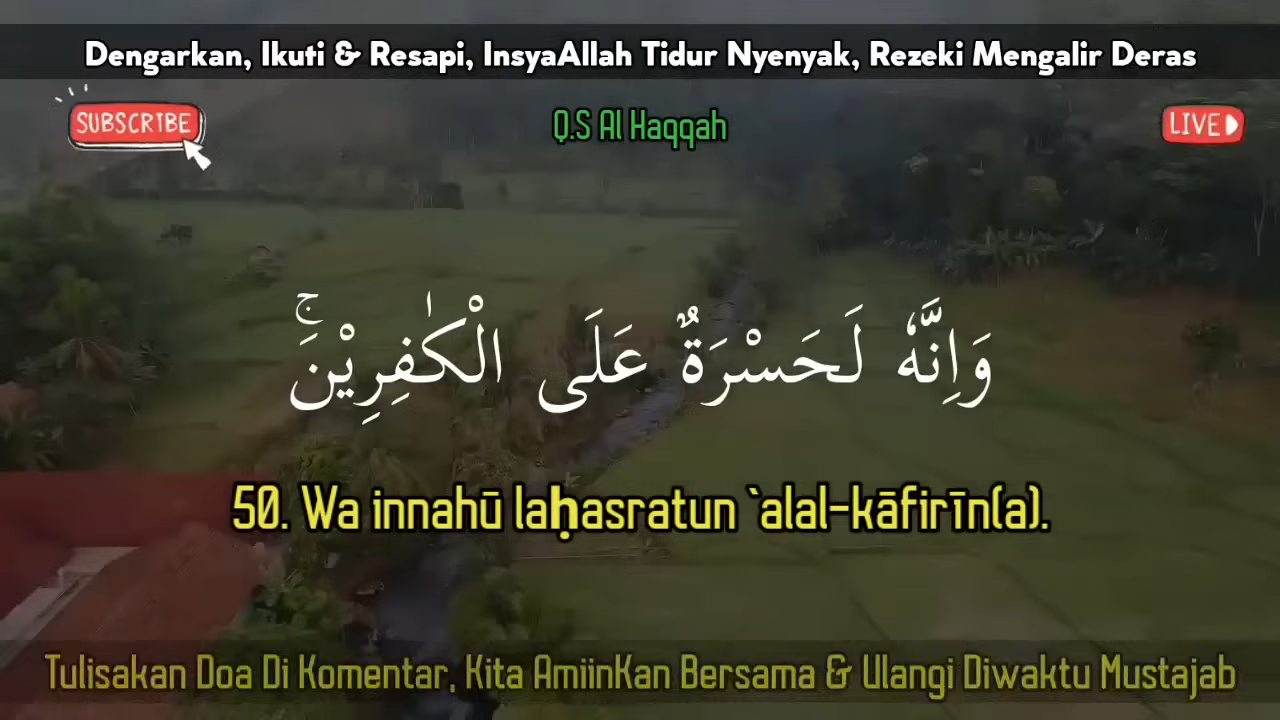 Dengarkan, Ikuti & Resapi, InsyaAllah Tidur Nyenyak, Rezeki Mengalir Deras
SUBSCRIBE
Q.S Al Haqqah
LIVE
وَاِنَّهٗ لَحَسْرَةٌ عَلَى الْكٰفِرِيْنَۚ
50. Wa innahū laḥasratun `alal-kāfirīn(a).
Tulisakan Doa Di Komentar, Kita AmiinKan Bersama & Ulangi Diwaktu Mustajab